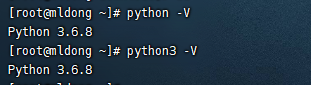 [root@mldong ~]# python -V
Python 3.6.8
[root@mldong ~]# python3 -V
Python 3.6.8